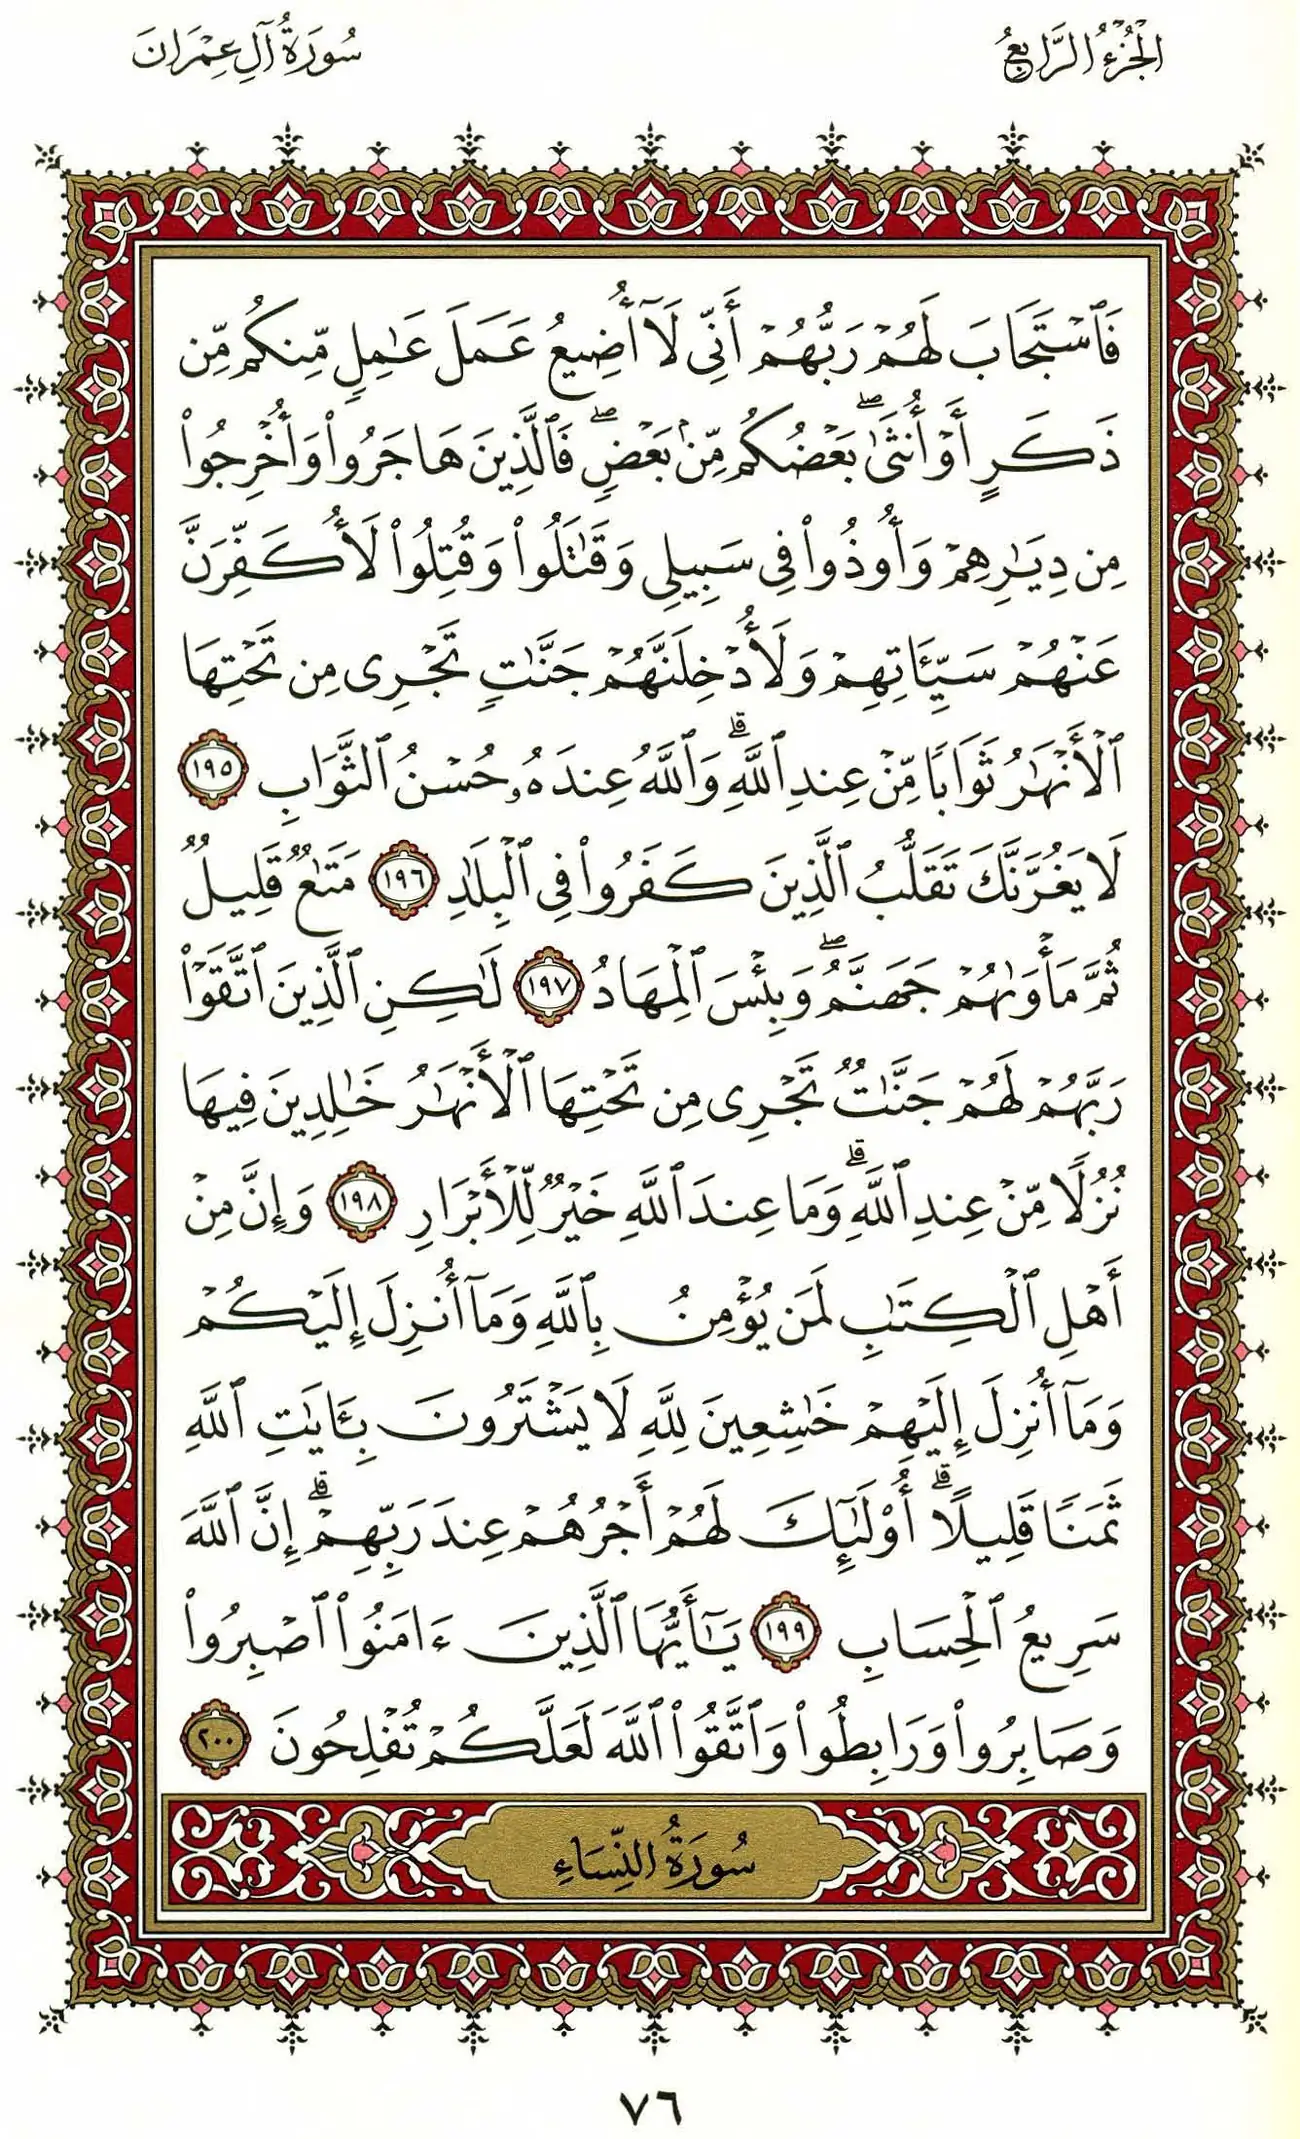 الجزء الرابع
سورة آل عمران
فَٱسْتَجَابَ لَهُمْ رَبُّهُمْ أَنِّى لَآ أُضِيعُ عَمَلَ عَٰمِلٍ مِّنكُم مِّن
ذَكَرٍ أَوْ أُنثَىٰ ۖ بَعْضُكُم مِّنۢ بَعْضٍ ۖ فَٱلَّذِينَ هَاجَرُوا۟ وَأُخْرِجُوا۟
مِن دِيَٰرِهِمْ وَأُوذُوا۟ فِى سَبِيلِى وَقَٰتَلُوا۟ وَقُتِلُوا۟ لَأُكَفِّرَنَّ
عَنْهُمْ سَيِّـَٔاتِهِمْ وَلَأُدْخِلَنَّهُمْ جَنَّٰتٍ تَجْرِى مِن تَحْتِهَا
ٱلْأَنْهَٰرُ ثَوَابًا مِّنْ عِندِ ٱللَّهِ ۗ وَٱللَّهُ عِندَهُۥ حُسْنُ ٱلثَّوَابِ ١٩٥
لَا يَغُرَّنَّكَ تَقَلُّبُ ٱلَّذِينَ كَفَرُوا۟ فِى ٱلْبِلَٰدِ ١٩٦ مَتَٰعٌ قَلِيلٌ
ثُمَّ مَأْوَىٰهُمْ جَهَنَّمُ ۖ وَبِئْسَ ٱلْمِهَادُ ١٩٧ لَٰكِنِ ٱلَّذِينَ ٱتَّقَوْا۟
رَبَّهُمْ لَهُمْ جَنَّٰتٌ تَجْرِى مِن تَحْتِهَا ٱلْأَنْهَٰرُ خَٰلِدِينَ فِيهَا
نُزُلًا مِّنْ عِندِ ٱللَّهِ ۗ وَمَا عِندَ ٱللَّهِ خَيْرٌ لِّلْأَبْرَارِ ١٩٨ وَإِنَّ مِنْ
أَهْلِ ٱلْكِتَٰبِ لَمَن يُؤْمِنُ بِٱللَّهِ وَمَآ أُنزِلَ إِلَيْكُمْ
وَمَآ أُنزِلَ إِلَيْهِمْ خَٰشِعِينَ لِلَّهِ لَا يَشْتَرُونَ بِـَٔايَٰتِ ٱللَّهِ
ثَمَنًا قَلِيلًا ۗ أُو۟لَٰٓئِكَ لَهُمْ أَجْرُهُمْ عِندَ رَبِّهِمْ ۗ إِنَّ ٱللَّهَ
سَرِيعُ ٱلْحِسَابِ ١٩٩ يَٰٓأَيُّهَا ٱلَّذِينَ ءَامَنُوا۟ ٱصْبِرُوا۟
وَصَابِرُوا۟ وَرَابِطُوا۟ وَٱتَّقُوا۟ ٱللَّهَ لَعَلَّكُمْ تُفْلِحُونَ ٢٠٠
سُورَةُ النِّسَاءِ
٧٦